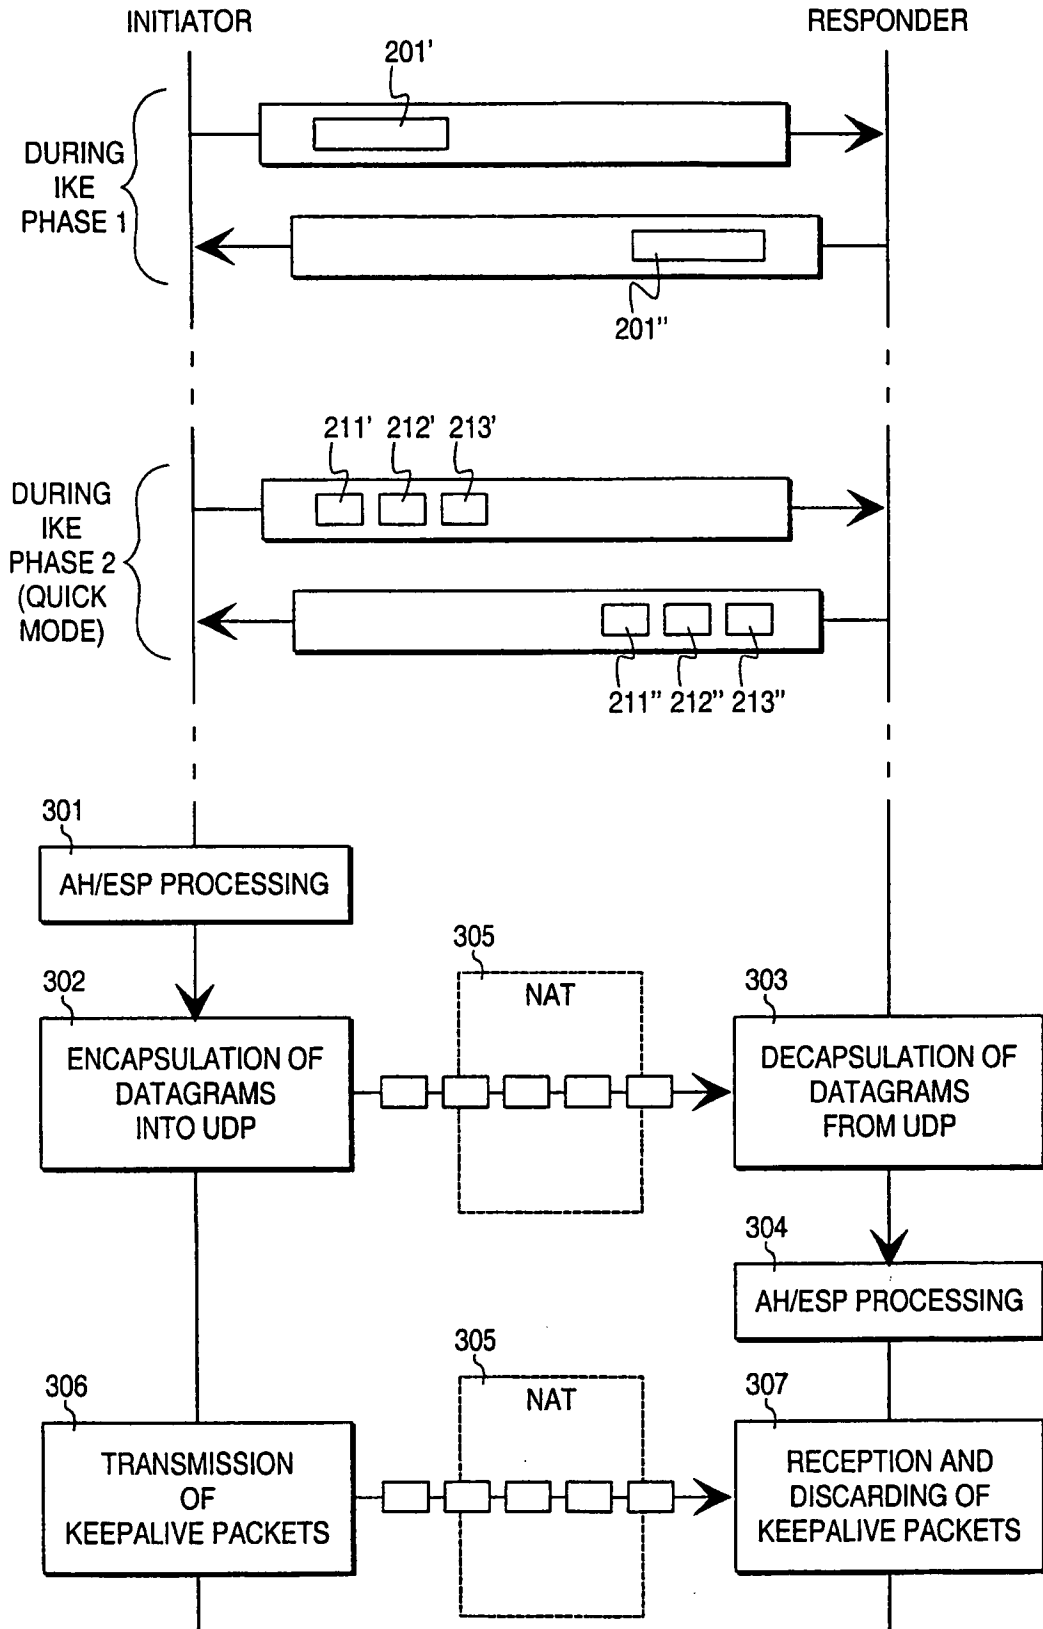 INITIATOR
RESPONDER
201'
DURING
IKE
PHASE 1
201"
211' 212' 213'
DURING
IKE
PHASE 2
(QUICK
MODE)
211" 212" 213"
301
AH/ESP PROCESSING
302
ENCAPSULATION OF
DATAGRAMS
INTO UDP
305
NAT
303
DECAPSULATION OF
DATAGRAMS
FROM UDP
304
AH/ESP PROCESSING
306
TRANSMISSION
OF
KEEPALIVE PACKETS
305
NAT
307
RECEPTION AND
DISCARDING OF
KEEPALIVE PACKETS